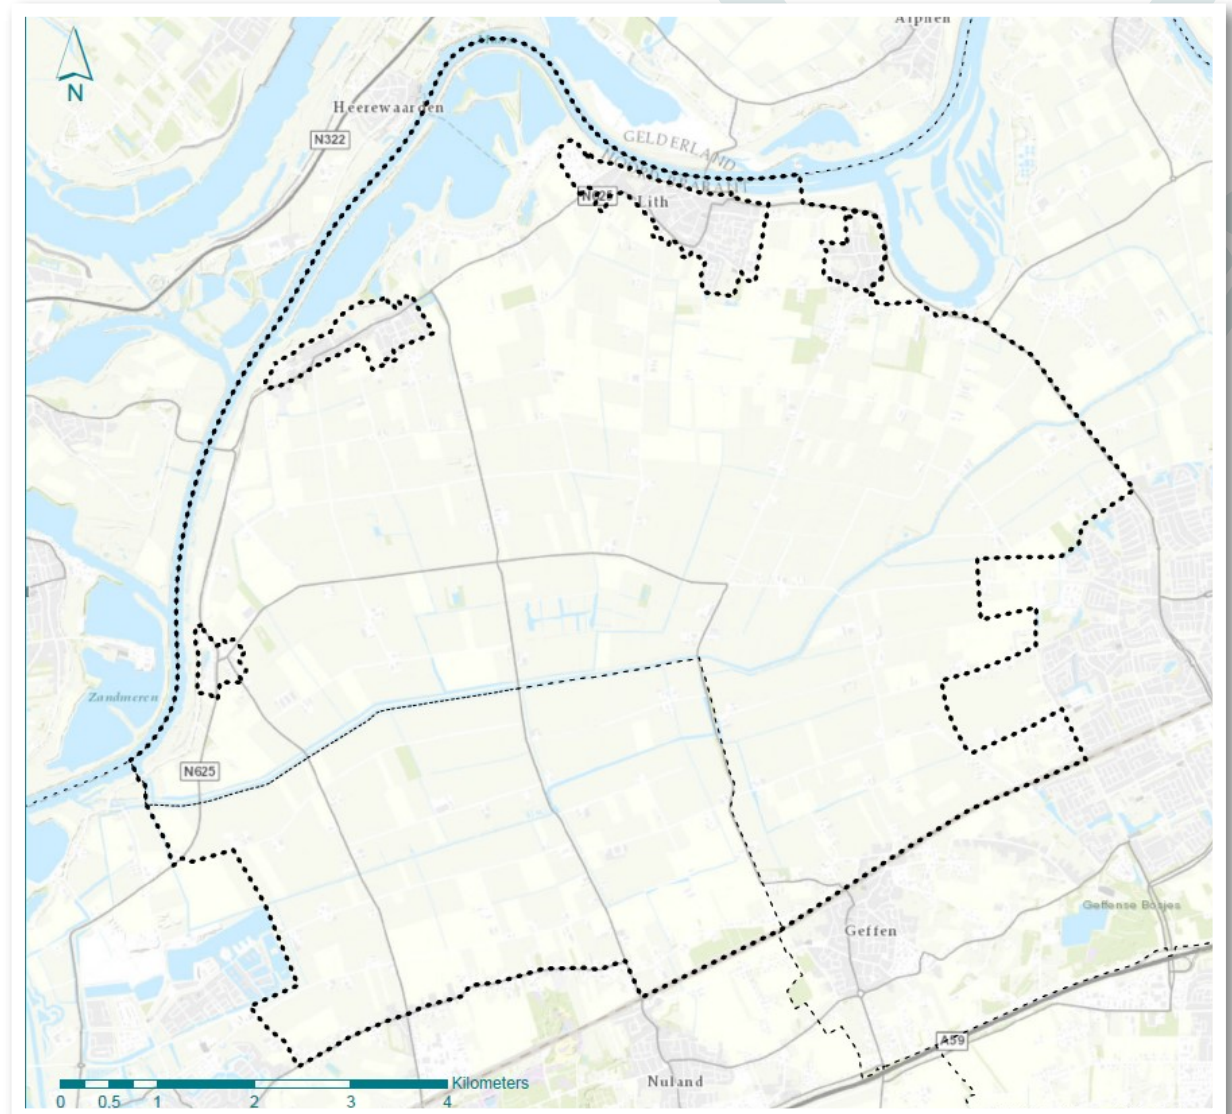 Alphen
N
Heerewaarden
N322
GELDERLAND
Lith
Zandmeren
N625
Geffense Bosjes
Geffen
A59
Nuland
Kilometers
0 0.5 1 2 3 4